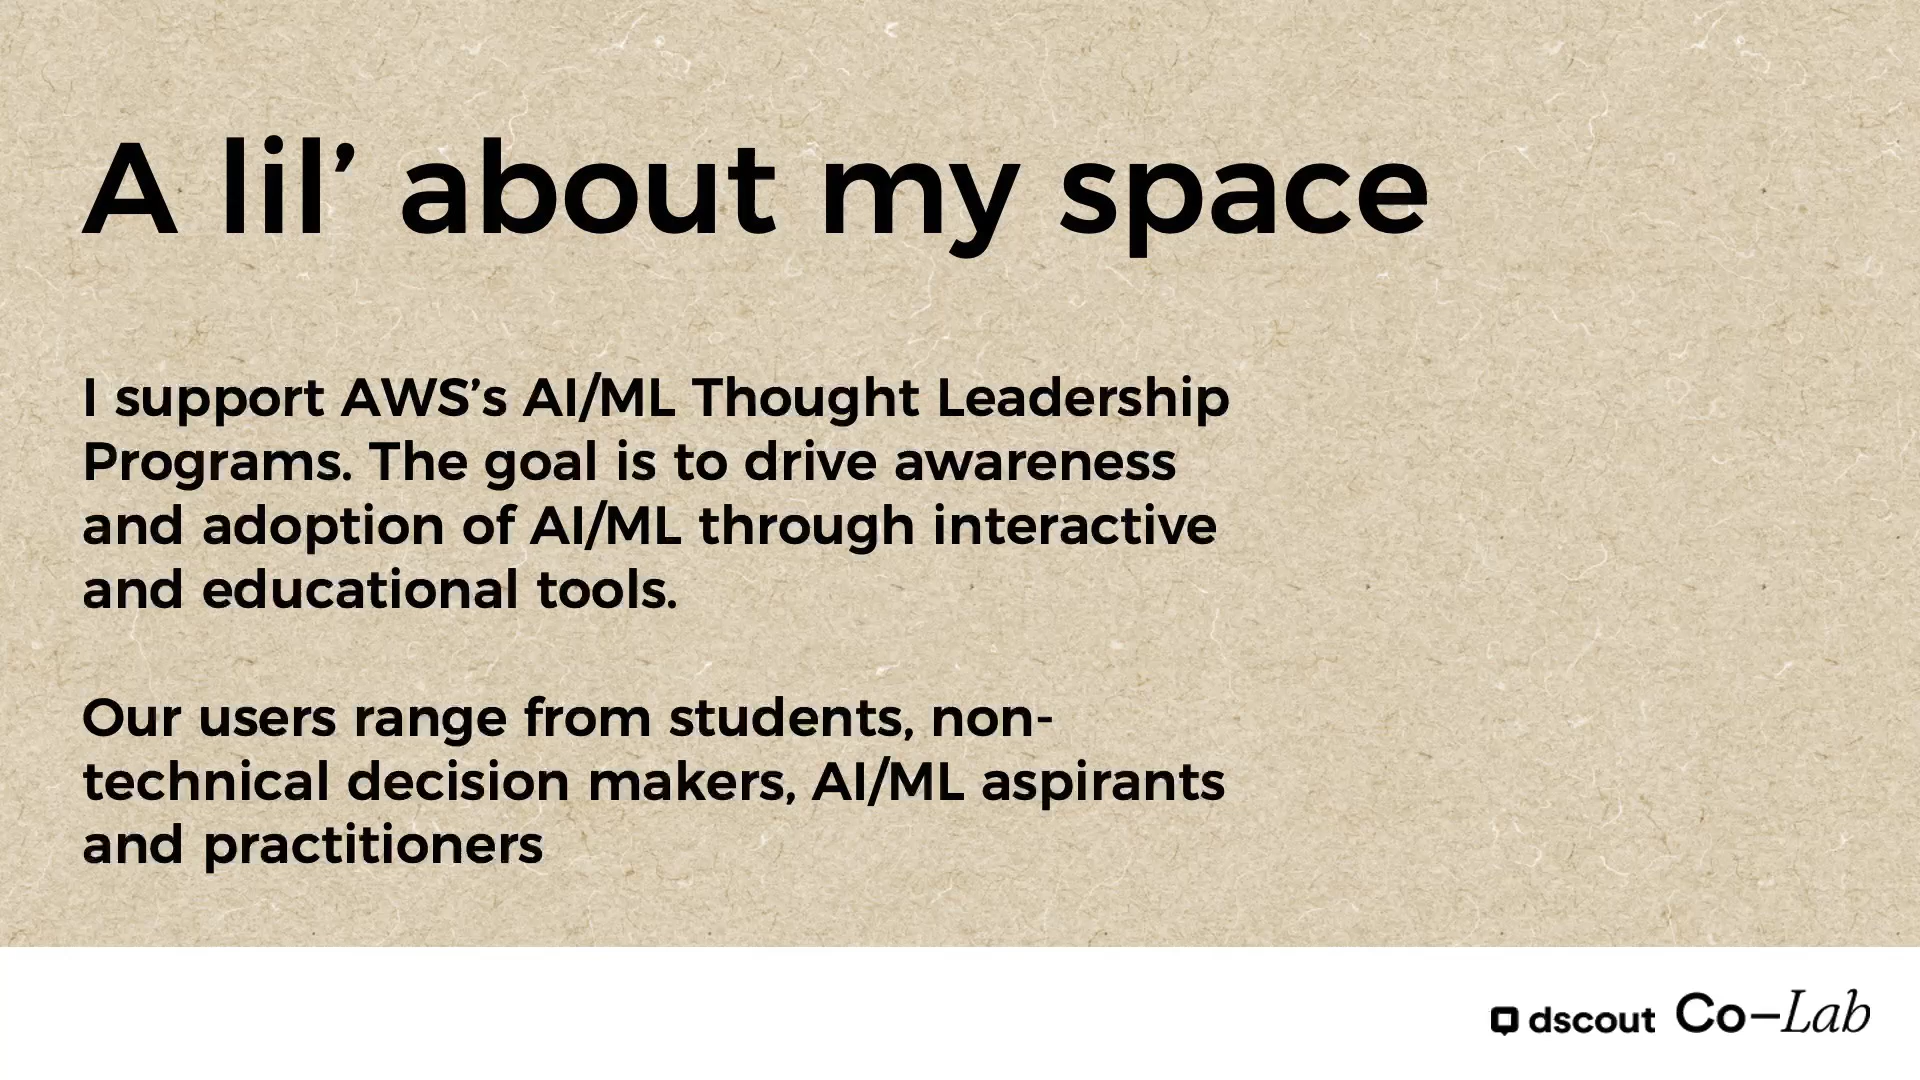 A lil’ about my space
I support AWS’s AI/ML Thought Leadership
Programs. The goal is to drive awareness
and adoption of AI/ML through interactive
and educational tools.
Our users range from students, non-
technical decision makers, AI/ML aspirants
and practitioners
dscout Co–Lab